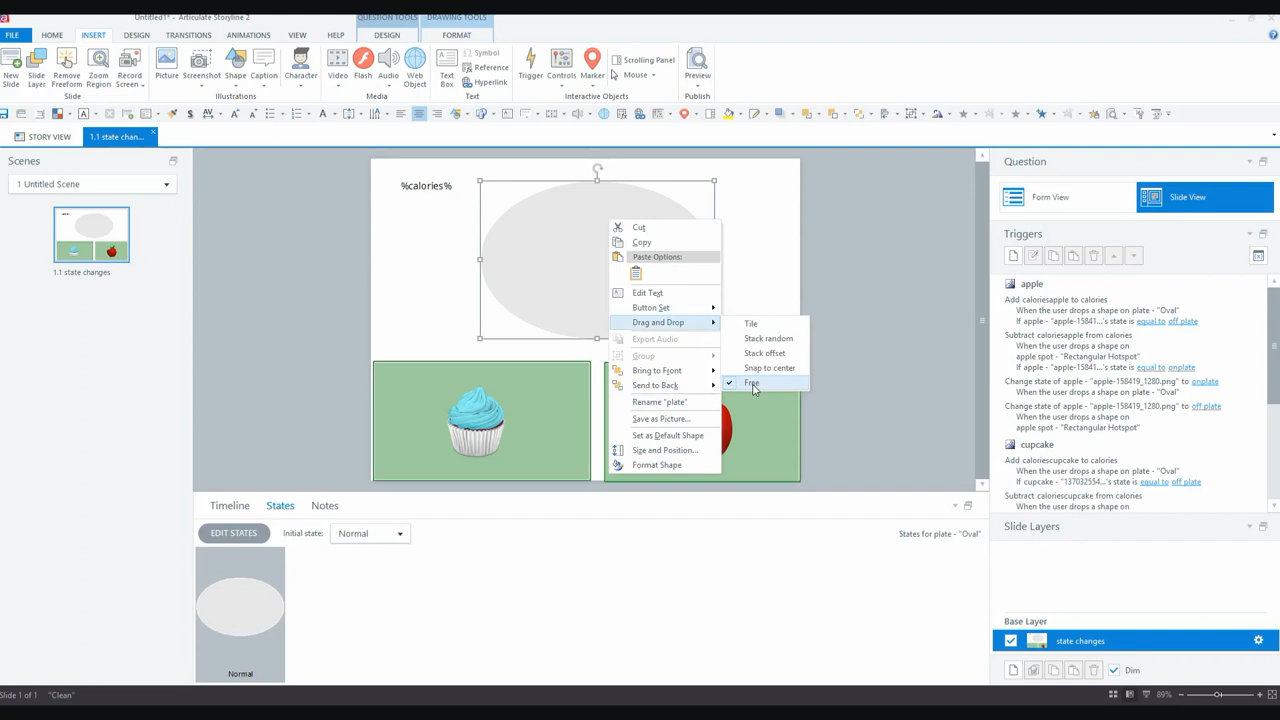 Untitled1* - Articulate Storyline 2
QUESTION TOOLS
DRAWING TOOLS
FILE
HOME
INSERT
DESIGN
TRANSITIONS
ANIMATIONS
VIEW
HELP
DESIGN
FORMAT
New Slide
Slide Layer
Remove Freeform
Zoom Region
Record Screen
Picture
Screenshot
Shape
Caption
Illustrations
Character
Video
Flash
Audio
Web Object
Media
Text Box
Symbol
Reference
Hyperlink
Text
Trigger
Controls
Marker
Scrolling Panel
Mouse
Interactive Objects
Preview
Publish
STORY VIEW
1.1 state chan...
Scenes
1 Untitled Scene
1.1 state changes
%calories%
Cut
Copy
Paste Options:
Edit Text
Button Set
Drag and Drop
Export Audio
Group
Bring to Front
Send to Back
Rename "plate"
Save as Picture...
Set as Default Shape
Size and Position...
Format Shape
Tile
Stack random
Stack offset
Snap to center
Free
Question
Form View
Slide View
Triggers
apple
Add caloriesapple to calories
When the user drops a shape on plate - "Oval"
If apple - "apple-15841...'s state is equal to off plate
Subtract caloriesapple from calories
When the user drops a shape on
apple spot - "Rectangular Hotspot"
If apple - "apple-15841...'s state is equal to onplate
Change state of apple - "apple-158419_1280.png" to onplate
When the user drops a shape on plate - "Oval"
Change state of apple - "apple-158419_1280.png" to off plate
When the user drops a shape on
apple spot - "Rectangular Hotspot"
cupcake
Add caloriescupcake to calories
When the user drops a shape on plate - "Oval"
If cupcake - "137032554...'s state is equal to off plate
Subtract caloriescupcake from calories
When the user drops a shape on
Timeline
States
Notes
EDIT STATES
Initial state:
Normal
States for plate - "Oval"
Normal
Slide Layers
Base Layer
state changes
Dim
Slide 1 of 1
"Clean"
89%